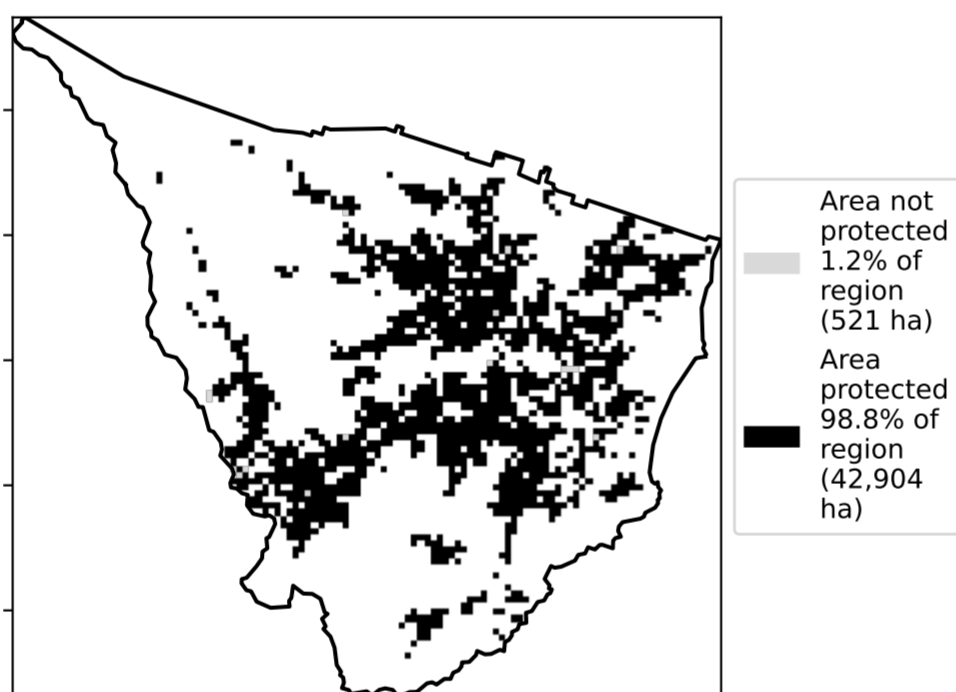 Area not
protected
1.2% of
region
(521 ha)
Area
protected
98.8% of
region
(42,904
ha)